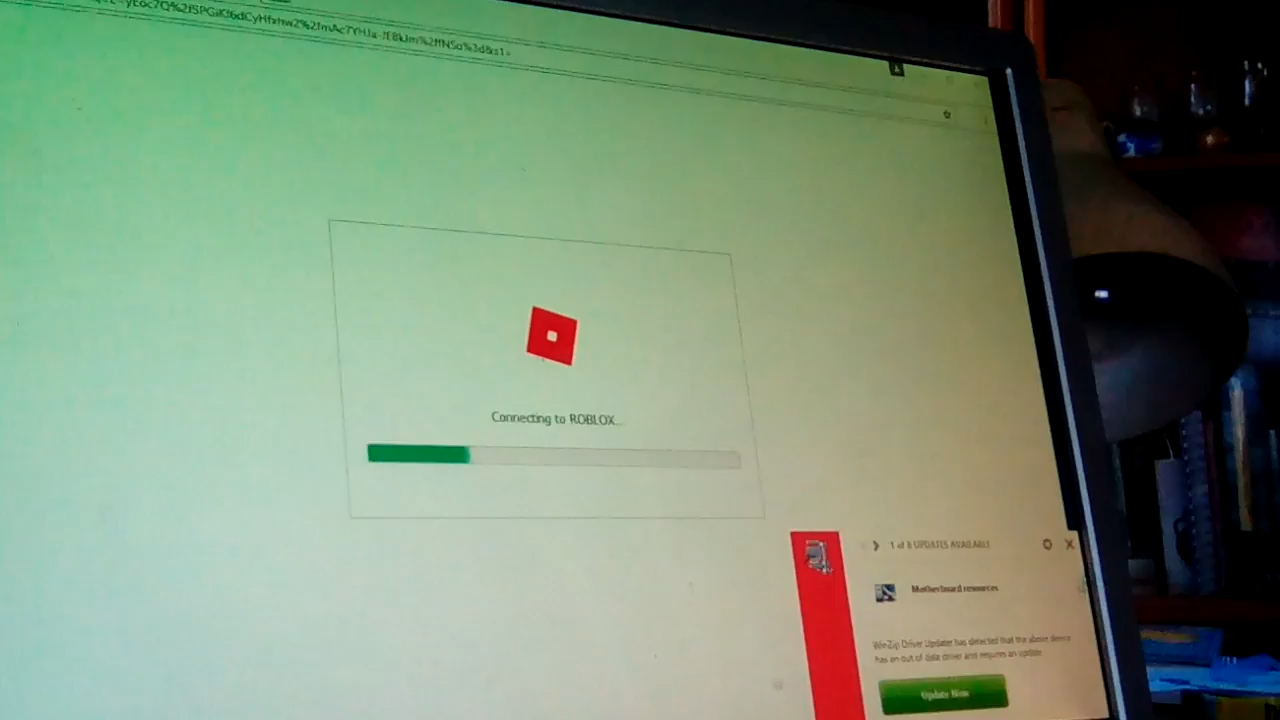 Connecting to ROBLOX...
1 of 8 UPDATES AVAILABLE
Motherboard resources
WinZip Driver Updater has detected that the above device
has an out of date driver and requires an update.
Update Now